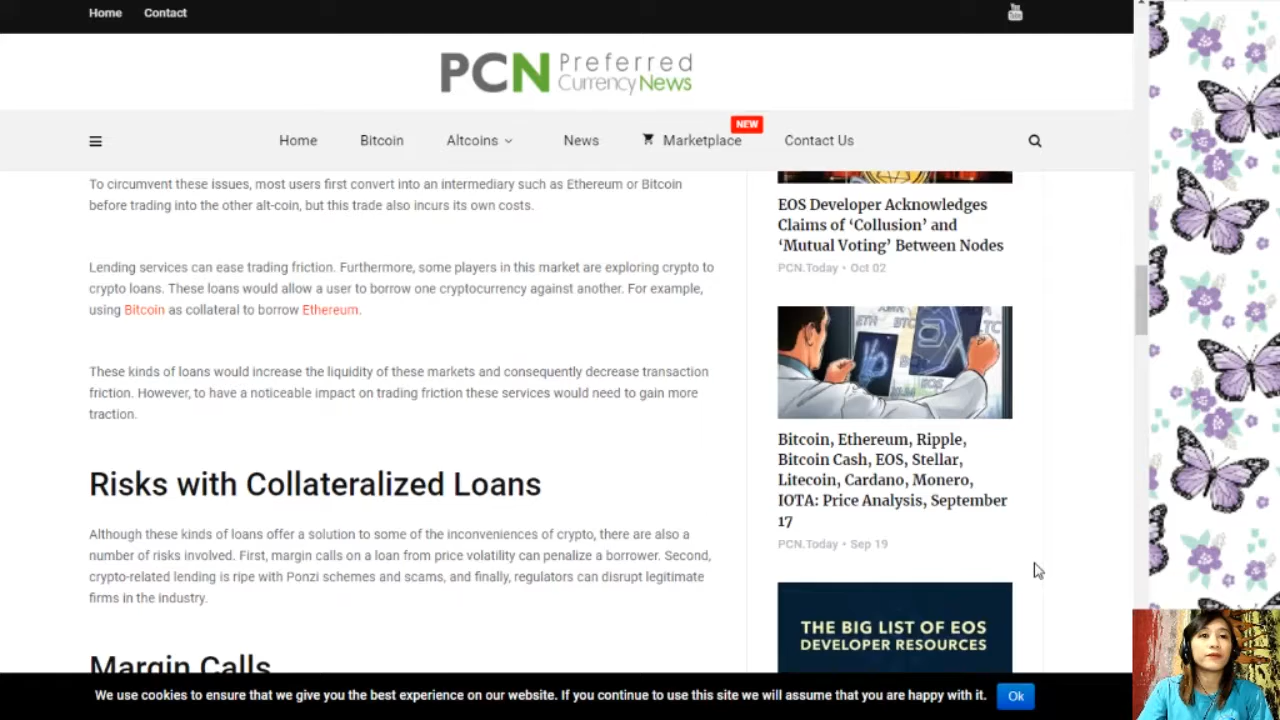 Home Contact
You Tube
PCN Preferred
CurrencyNews
NEW
Home Bitcoin Altcoins News Marketplace Contact Us
To circumvent these issues, most users first convert into an intermediary such as Ethereum or Bitcoin
before trading into the other alt-coin, but this trade also incurs its own costs.
Lending services can ease trading friction. Furthermore, some players in this market are exploring crypto to
crypto loans. These loans would allow a user to borrow one cryptocurrency against another. For example,
using Bitcoin as collateral to borrow Ethereum.
These kinds of loans would increase the liquidity of these markets and consequently decrease transaction
friction. However, to have a noticeable impact on trading friction these services would need to gain more
traction.
Risks with Collateralized Loans
Although these kinds of loans offer a solution to some of the inconveniences of crypto, there are also a
number of risks involved. First, margin calls on a loan from price volatility can penalize a borrower. Second,
crypto-related lending is ripe with Ponzi schemes and scams, and finally, regulators can disrupt legitimate
firms in the industry.
Margin Calls
EOS Developer Acknowledges
Claims of ‘Collusion’ and
‘Mutual Voting’ Between Nodes
PCN.Today • Oct 02
ETH BTC LTC
EOS
XLM
Bitcoin, Ethereum, Ripple,
Bitcoin Cash, EOS, Stellar,
Litecoin, Cardano, Monero,
IOTA: Price Analysis, September
17
PCN.Today • Sep 19
THE BIG LIST OF EOS
DEVELOPER RESOURCES
We use cookies to ensure that we give you the best experience on our website. If you continue to use this site we will assume that you are happy with it. Ok